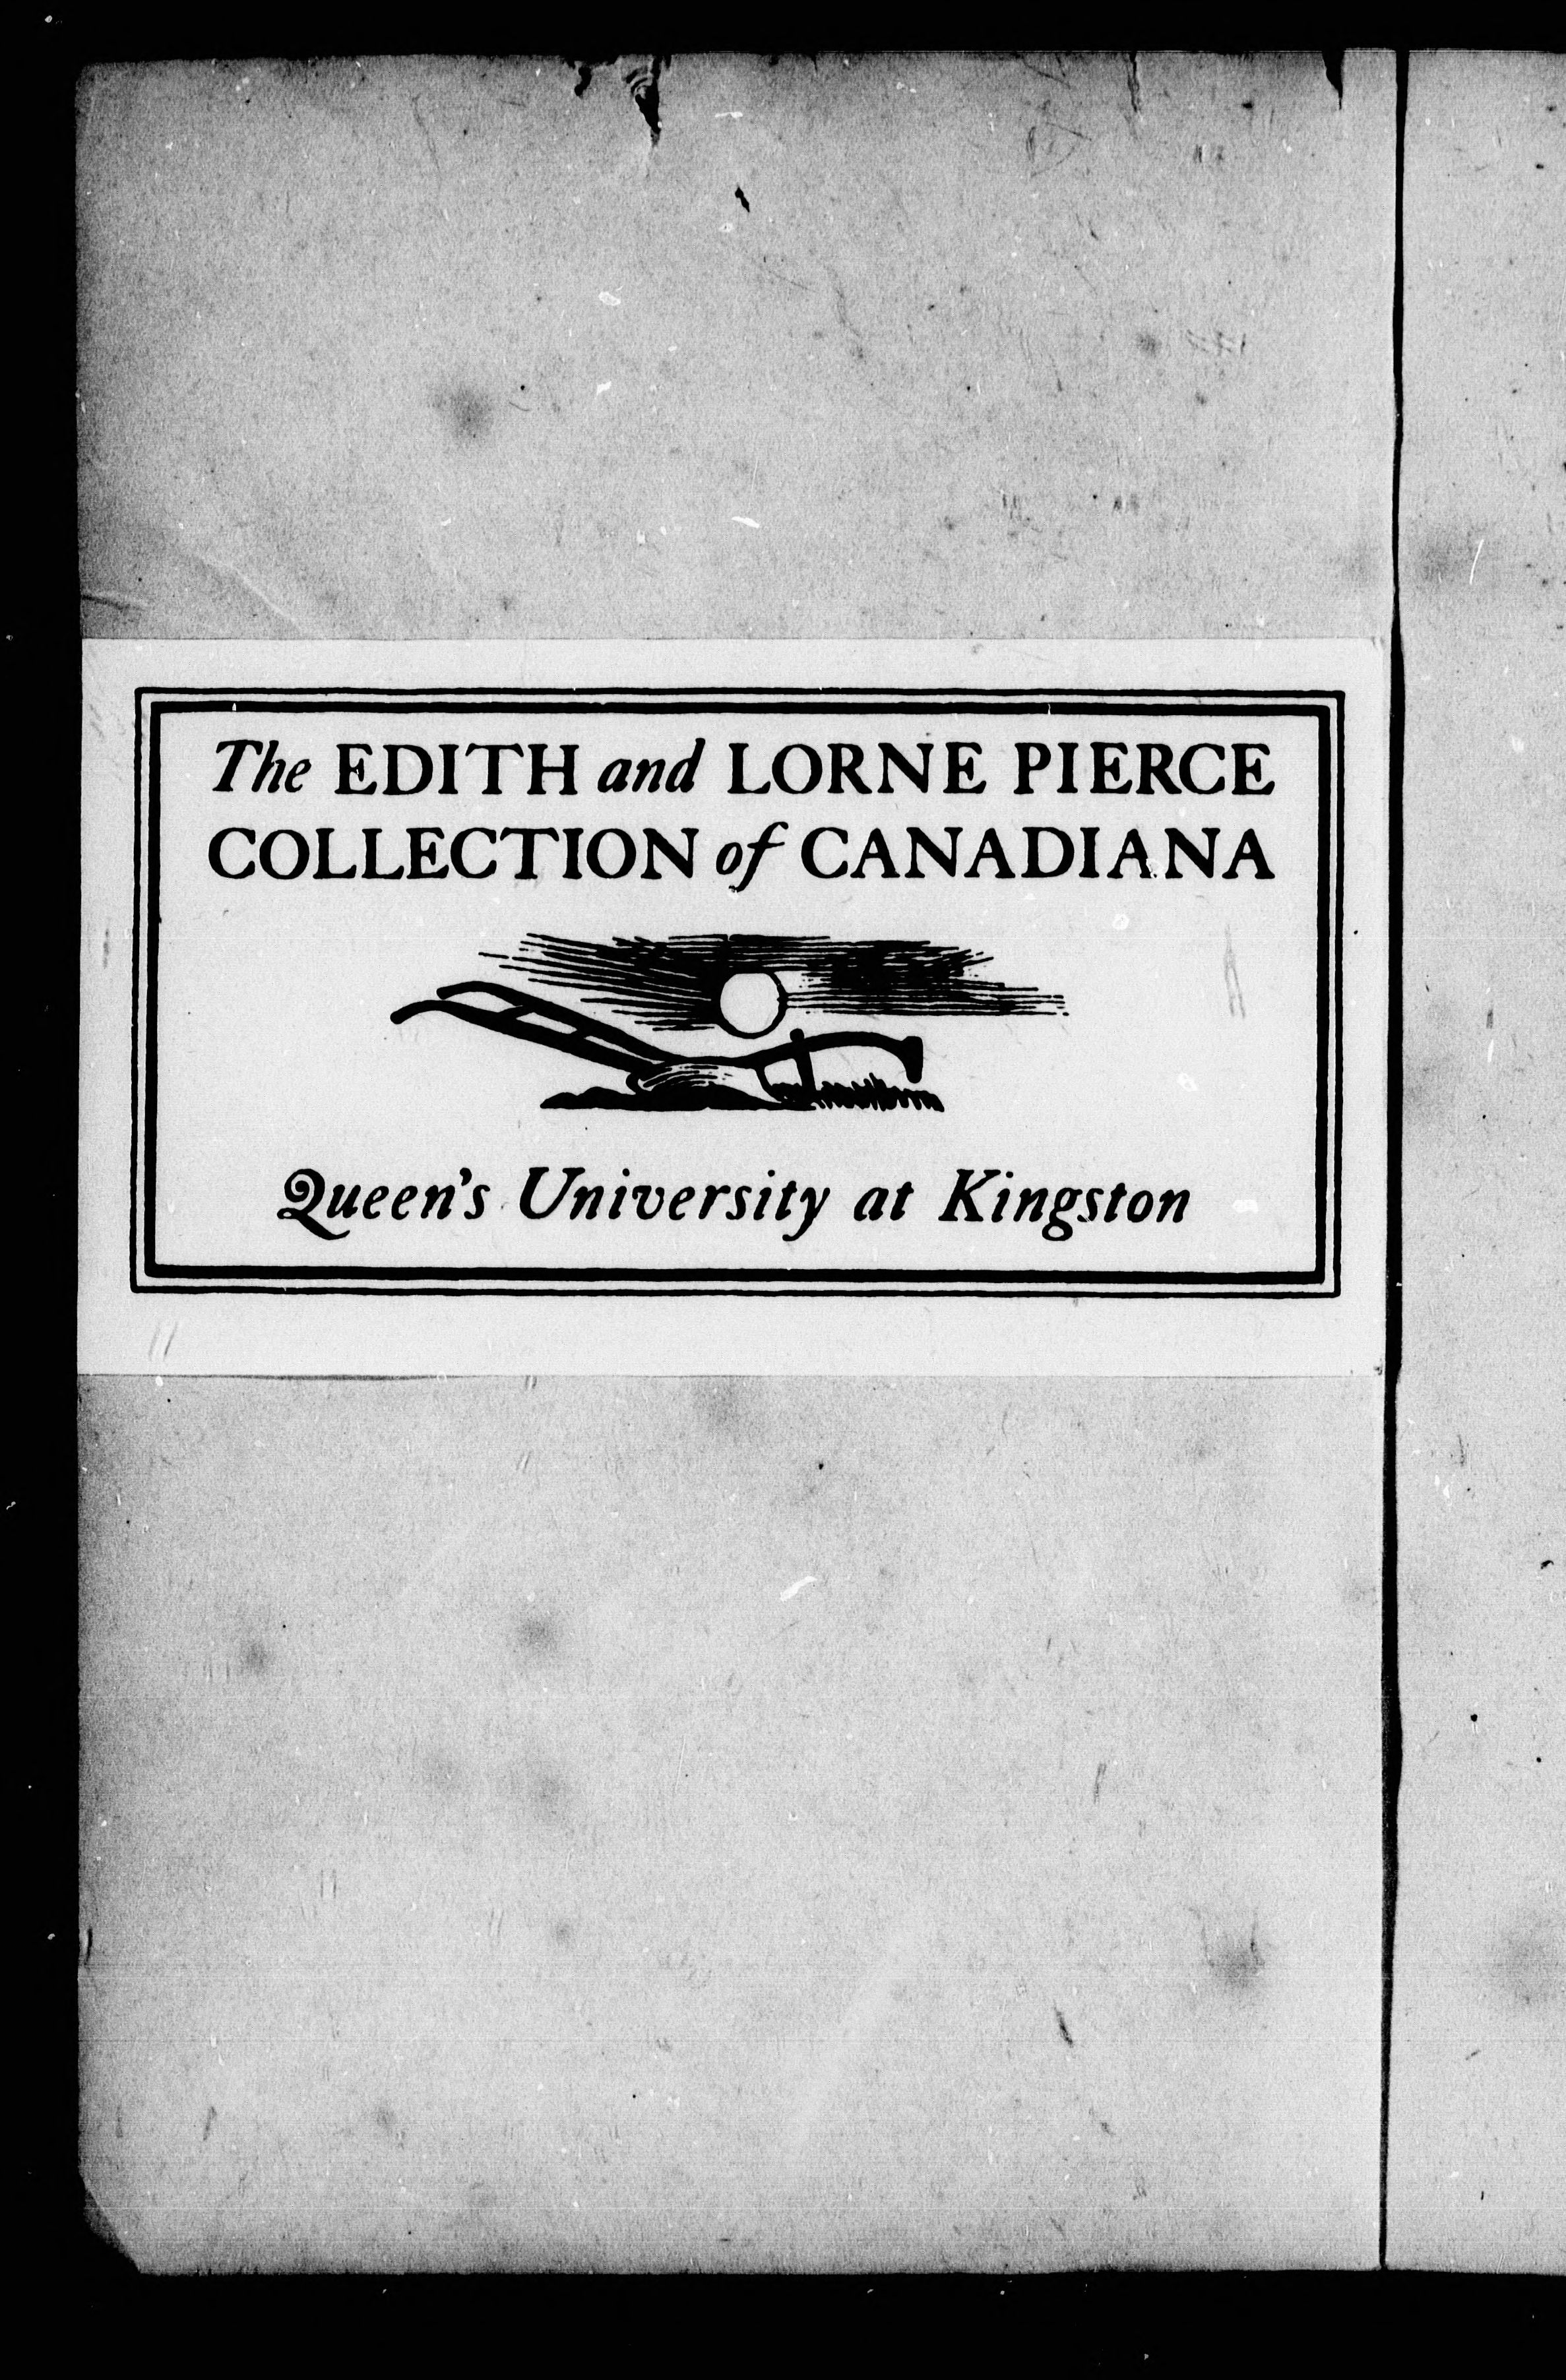 The EDITH and LORNE PIERCE
COLLECTION of CANADIANA
Queen's University at Kingston